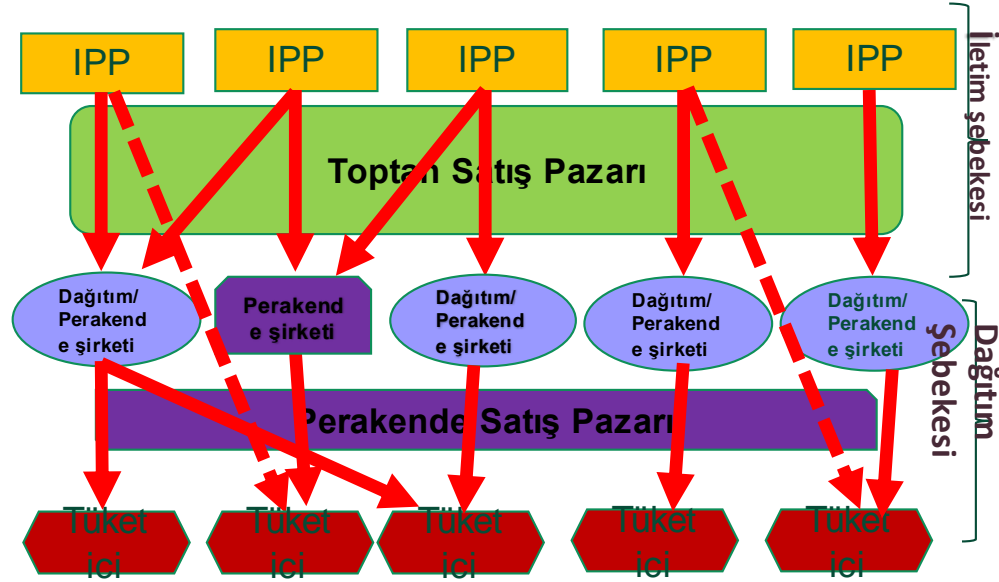 IPP
IPP
IPP
IPP
IPP
İletim şebekesi
Toptan Satış Pazarı
Dağıtım/
Perakend
e şirketi
Perakend
e şirketi
Dağıtım/
Perakend
e şirketi
Dağıtım/
Perakend
e şirketi
Dağıtım/
Perakend
e şirketi
Dağıtım
Şebekesi
Perakende Satış Pazarı
Tüket
ici
Tüket
ici
Tüket
ici
Tüket
ici
Tüket
ici